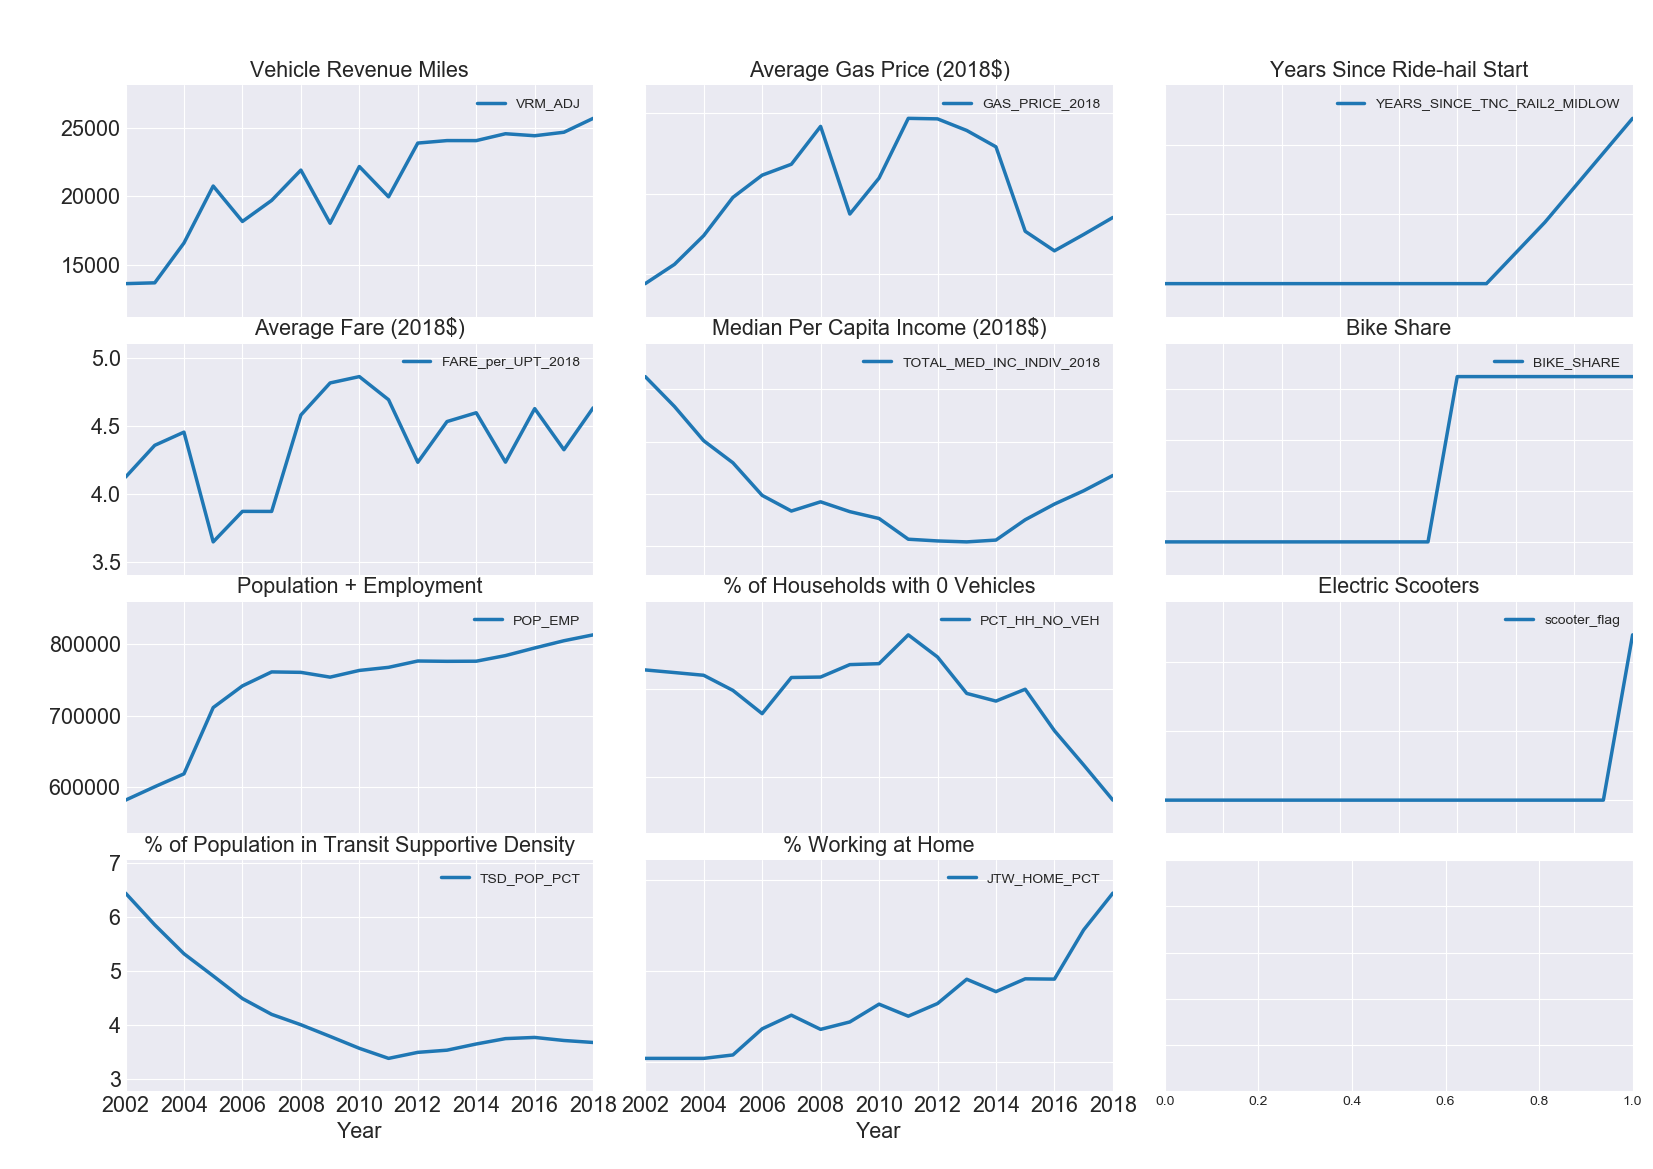 Vehicle Revenue Miles
VRM_ADJ
25000
20000
15000
Average Gas Price (2018$)
GAS_PRICE_2018
Years Since Ride-hail Start
YEARS_SINCE_TNC_RAIL2_MIDLOW
Average Fare (2018$)
FARE_per_UPT_2018
5.0
4.5
4.0
3.5
Median Per Capita Income (2018$)
TOTAL_MED_INC_INDIV_2018
Bike Share
BIKE_SHARE
Population + Employment
POP_EMP
800000
700000
600000
% of Households with 0 Vehicles
PCT_HH_NO_VEH
Electric Scooters
scooter_flag
% of Population in Transit Supportive Density
TSD_POP_PCT
7
6
5
4
3
2002 2004 2006 2008 2010 2012 2014 2016 2018
Year
% Working at Home
JTW_HOME_PCT
2002 2004 2006 2008 2010 2012 2014 2016 2018
Year
0.0 0.2 0.4 0.6 0.8 1.0